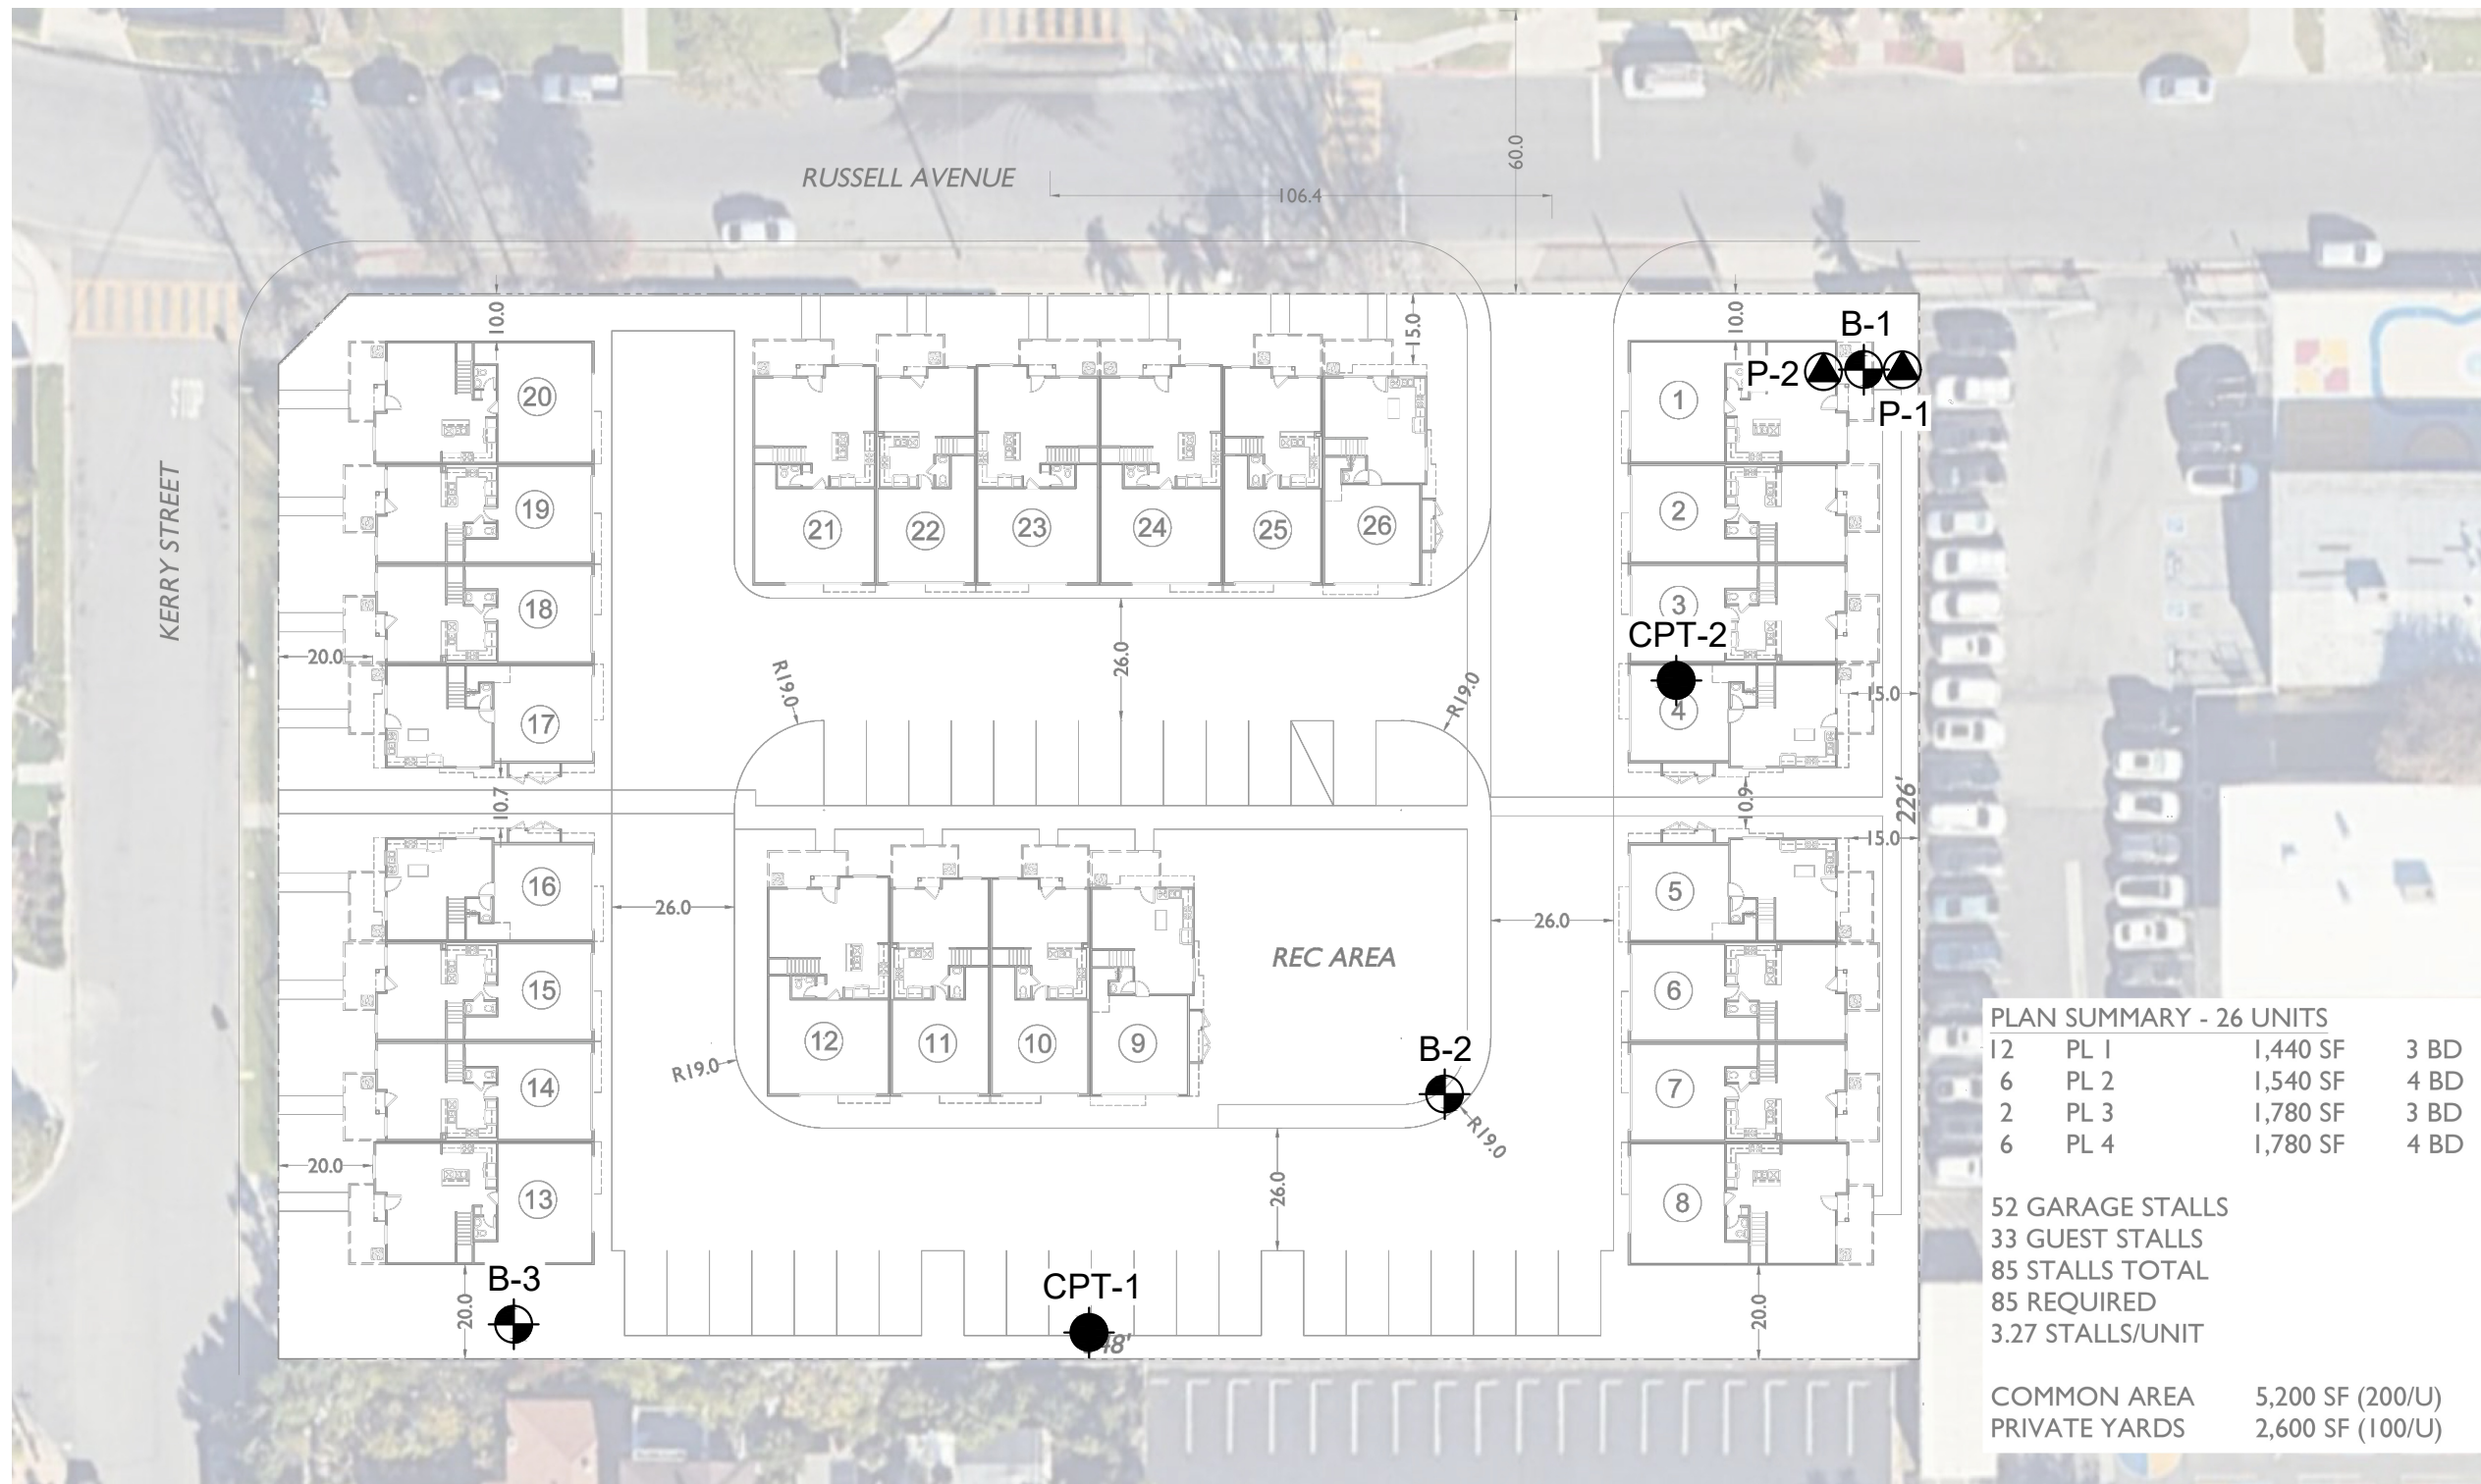 60.0
RUSSELL AVENUE
106.4
STOP
KERRY STREET
10.0
15.0
10.0
B-1
P-2
P-1
20
19
18
17
20.0
10.7
21
22
23
24
25
26
1
2
3
CPT-2
4
15.0
R19.0
26.0
R19.0
10.9
226'
15.0
16
15
14
13
20.0
26.0
12
11
10
9
REC AREA
26.0
R19.0
B-2
R19.0
5
6
7
8
26.0
B-3
20.0
CPT-1
48'
20.0
PLAN SUMMARY - 26 UNITS
12 PL 1 1,440 SF 3 BD
6 PL 2 1,540 SF 4 BD
2 PL 3 1,780 SF 3 BD
6 PL 4 1,780 SF 4 BD
52 GARAGE STALLS
33 GUEST STALLS
85 STALLS TOTAL
85 REQUIRED
3.27 STALLS/UNIT
COMMON AREA 5,200 SF (200/U)
PRIVATE YARDS 2,600 SF (100/U)